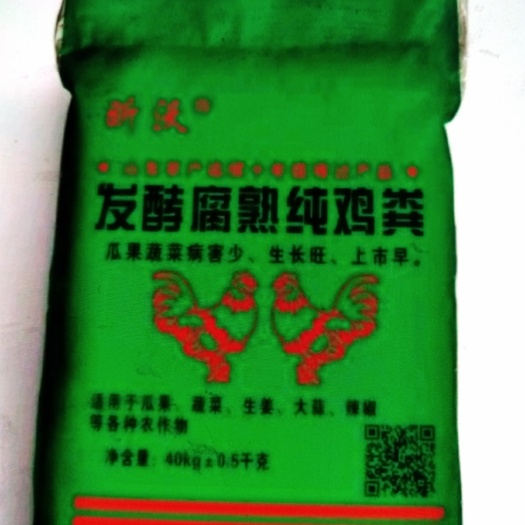 发酵腐熟纯鸡粪
瓜果蔬菜病害少、生长旺、上市早。
适用于瓜果、蔬菜、生姜、大蒜、辣椒
等各种农作物
净含量：40kg±0.5千克